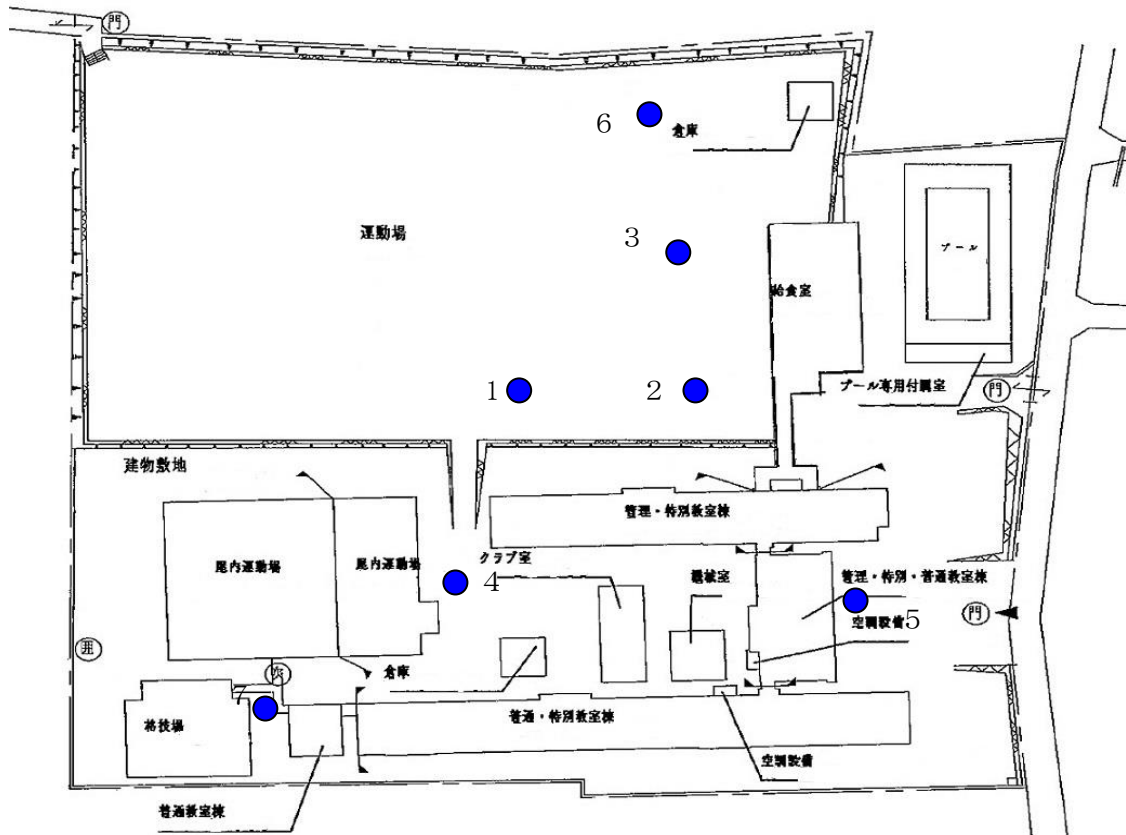 門
6
倉庫
運動場
3
プール
給食室
1
2
プール専用付属室
門
建物敷地
管理・特別教室棟
屋内運動場
屋内運動場
クラブ室
4
機械室
管理・特別・普通教室棟
空調設備
5
門
倉庫
7
格技場
普通・特別教室棟
空調設備
普通教室棟